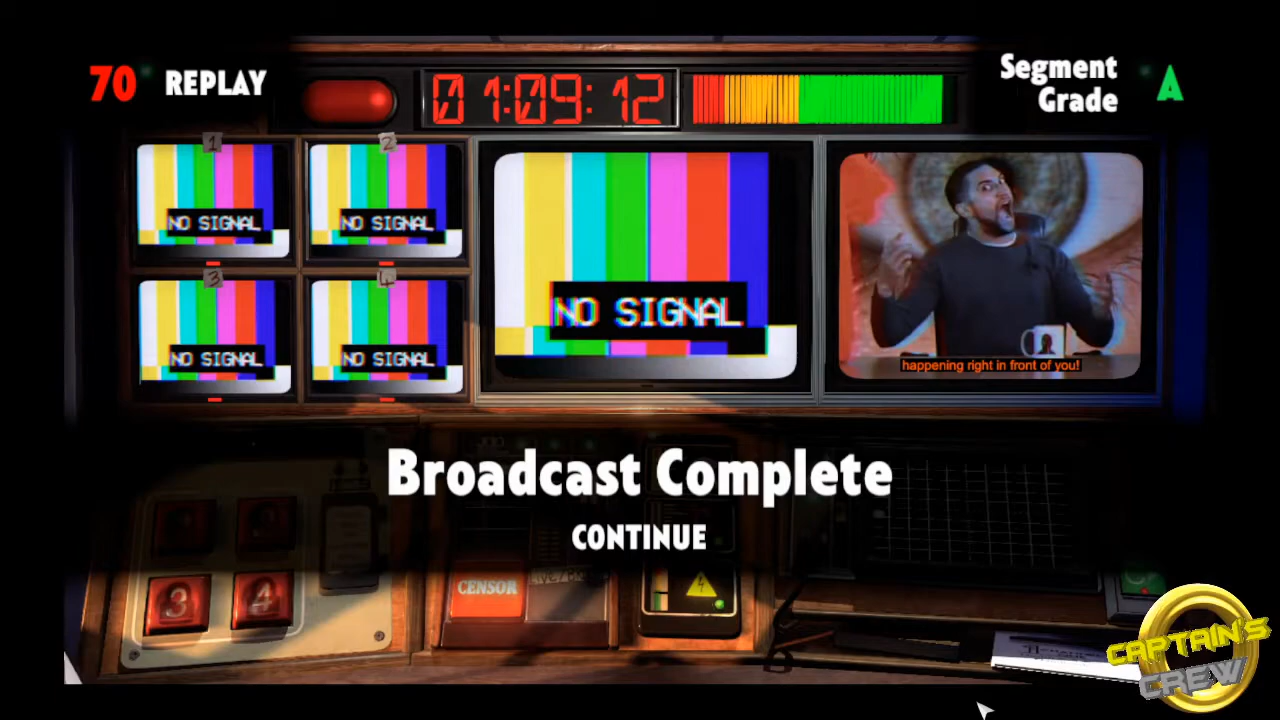 70 REPLAY
01:09:12
Segment
Grade
A
1
2
NO SIGNAL
NO SIGNAL
3
4
NO SIGNAL
NO SIGNAL
NO SIGNAL
happening right in front of you!
Broadcast Complete
CONTINUE
CENSOR
3
4
CAPTAIN'S
CREW